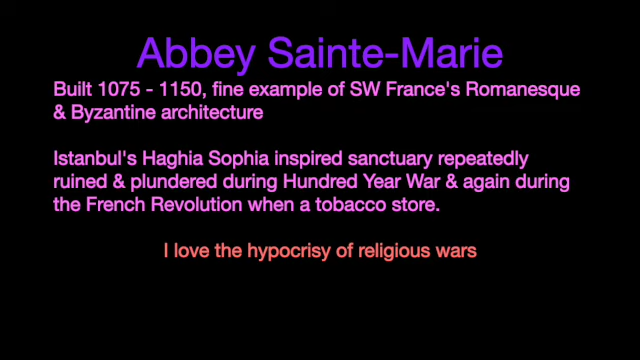 Abbey Sainte-Marie
Built 1075 - 1150, fine example of SW France's Romanesque
& Byzantine architecture
Istanbul's Haghia Sophia inspired sanctuary repeatedly
ruined & plundered during Hundred Year War & again during
the French Revolution when a tobacco store.
I love the hypocrisy of religious wars